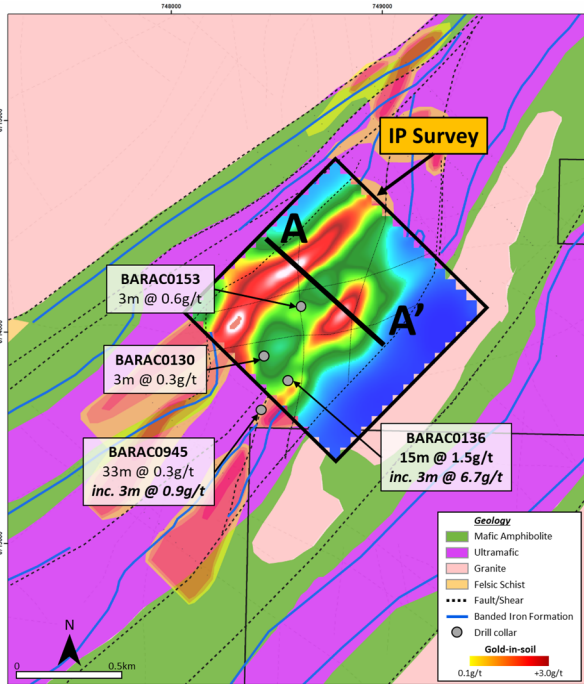 748000
749000
IP Survey
A
BARAC0153
3m @ 0.6g/t
A'
BARAC0130
3m @ 0.3g/t
BARAC0945
33m @ 0.3g/t
inc. 3m @ 0.9g/t
BARAC0136
15m @ 1.5g/t
inc. 3m @ 6.7g/t
Geology
Mafic Amphibolite
Ultramafic
Granite
Felsic Schist
Fault/Shear
Banded Iron Formation
Drill collar
Gold-in-soil
0.1g/t
+3.0g/t
N
0
0.5km